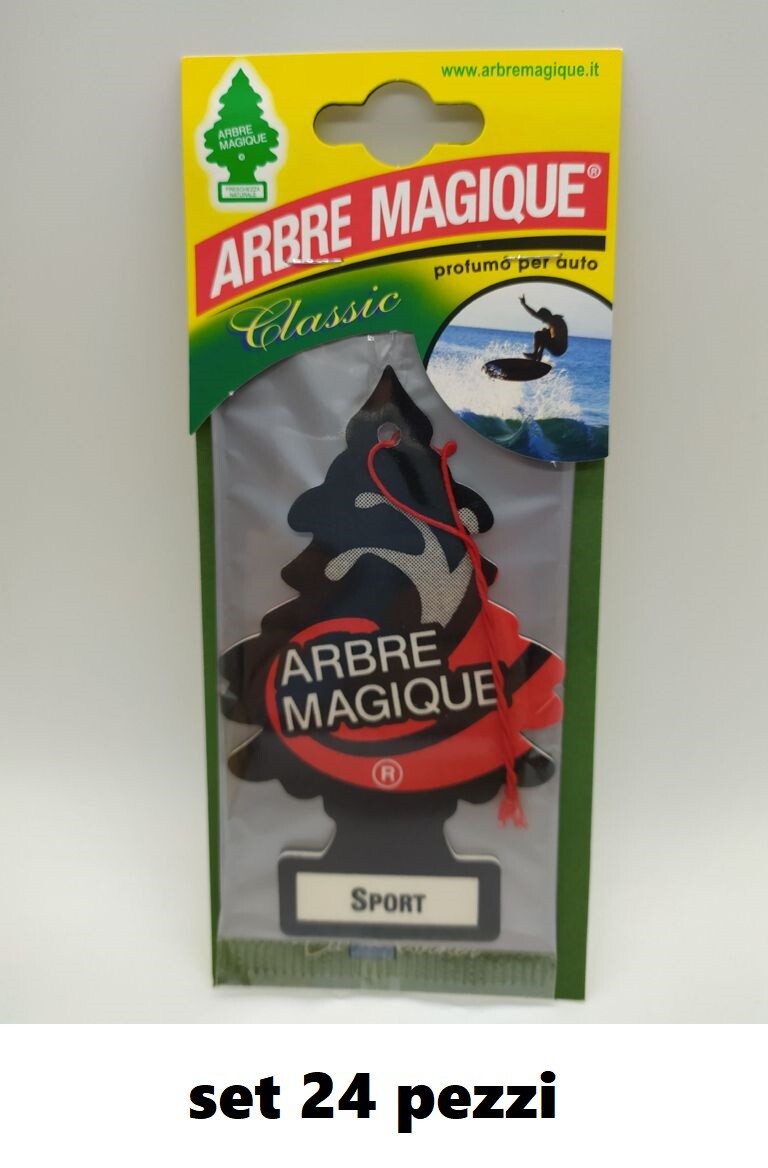 www.arbremagique.it
ARBRE
MAGIQUE
FRESCHEZZA
NATURALE
ARBRE MAGIQUE®
profumo per auto
Classic
ARBRE
MAGIQUE
®
SPORT
set 24 pezzi